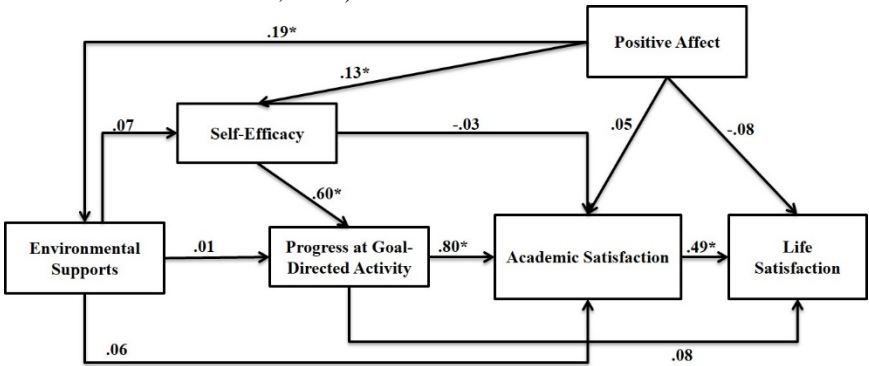 .19*
Positive Affect
.13*
.07
Self-Efficacy
-.03
.05
-.08
.60*
Environmental
Supports
.01
Progress at Goal-
Directed Activity
.80*
Academic Satisfaction
.49*
Life
Satisfaction
.06
.08